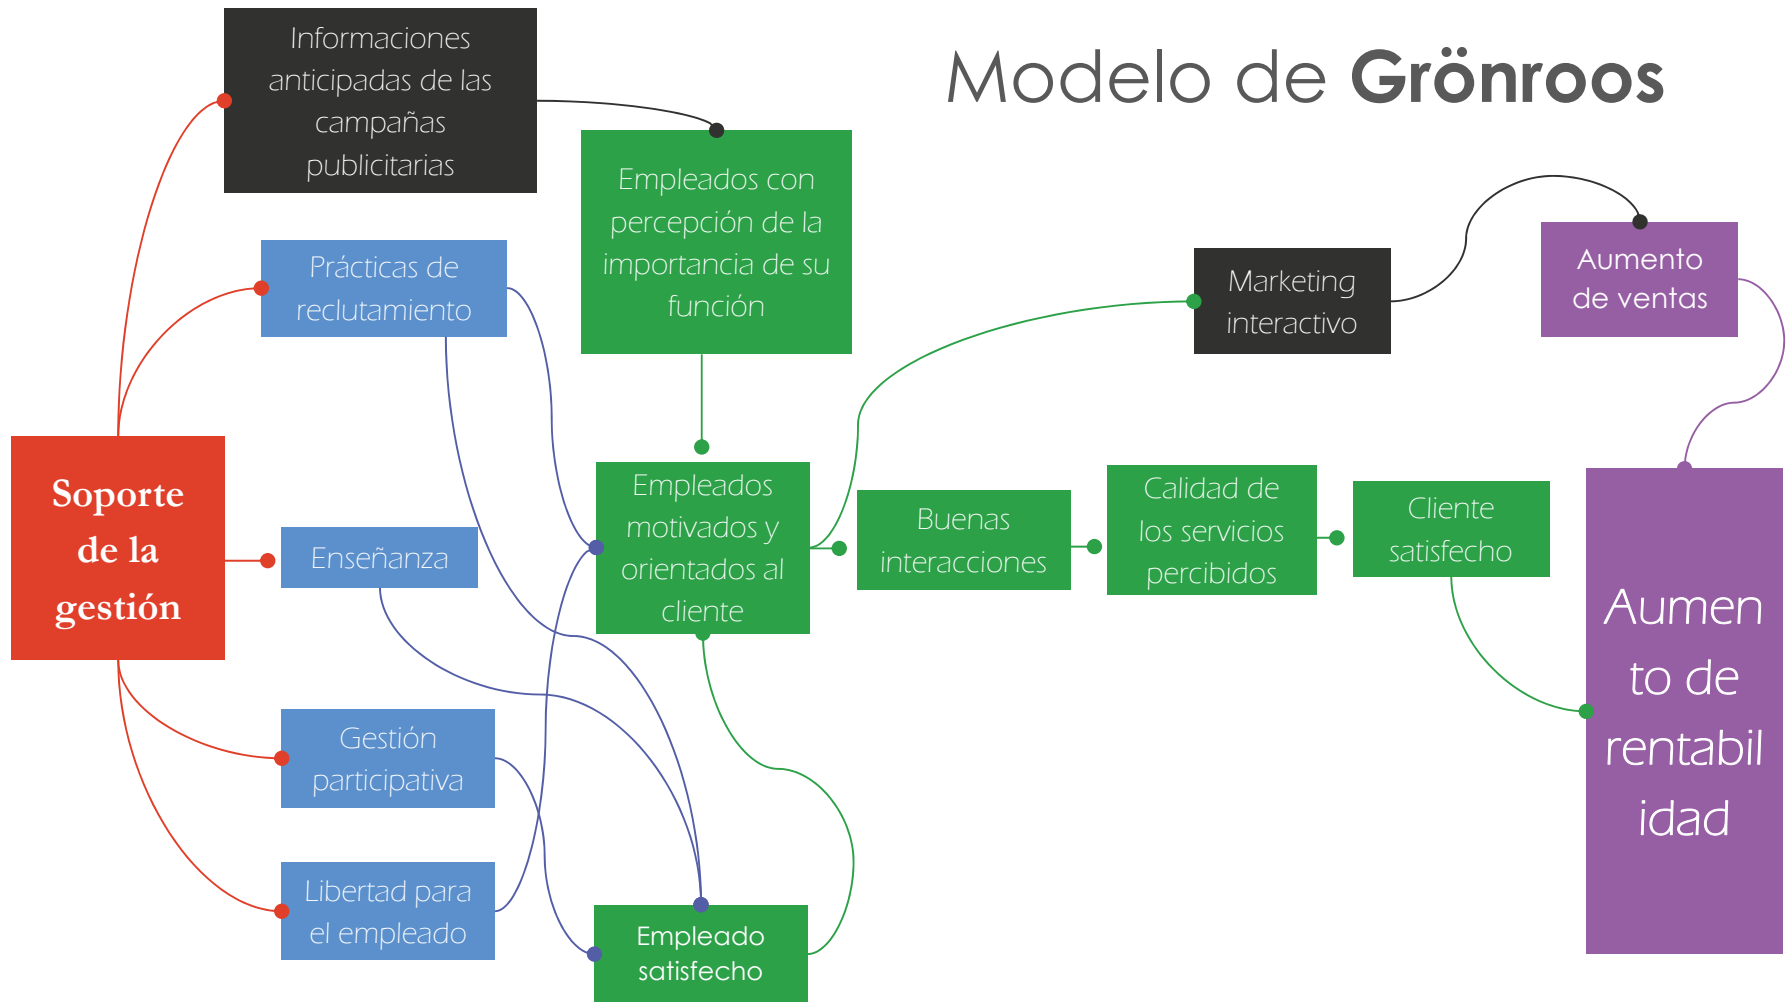 Modelo de Grönroos
Informaciones
anticipadas de las
campañas
publicitarias
Empleados con
percepción de la
importancia de su
función
Prácticas de
reclutamiento
Marketing
interactivo
Aumento
de ventas
Soporte
de la
gestión
Enseñanza
Empleados
motivados y
orientados al
cliente
Buenas
interacciones
Calidad de
los servicios
percibidos
Cliente
satisfecho
Aumen
to de
rentabil
idad
Gestión
participativa
Libertad para
el empleado
Empleado
satisfecho